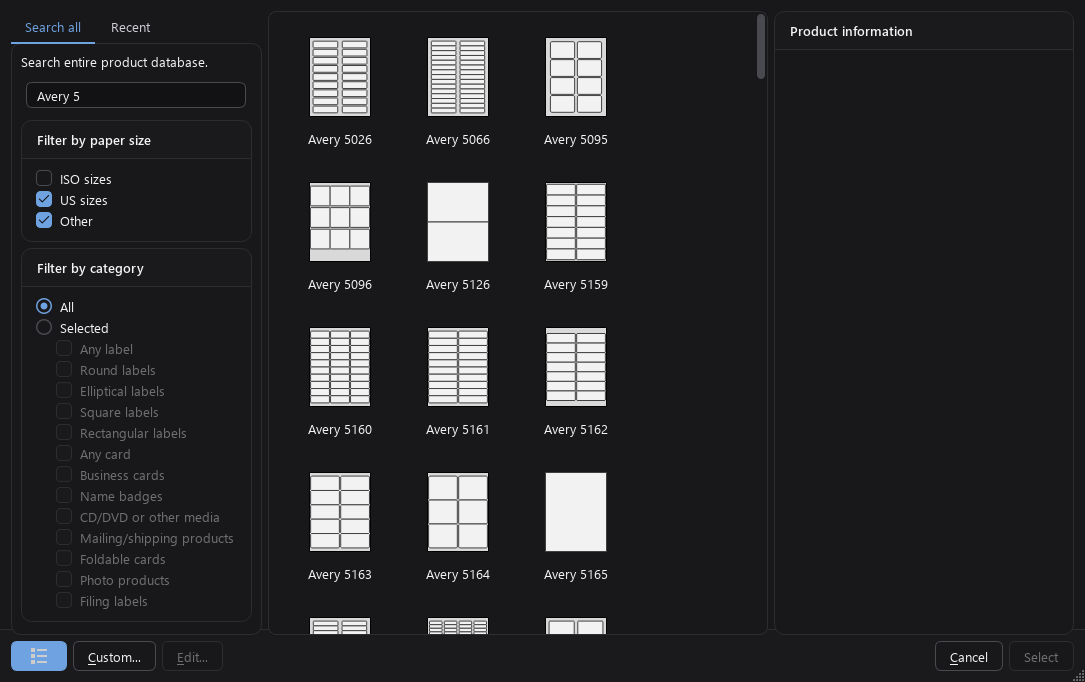 Search all
Recent
Search entire product database.
Avery 5
Filter by paper size
ISO sizes
US sizes
Other
Filter by category
All
Selected
Any label
Round labels
Elliptical labels
Square labels
Rectangular labels
Any card
Business cards
Name badges
CD/DVD or other media
Mailing/shipping products
Foldable cards
Photo products
Filing labels
Avery 5026
Avery 5066
Avery 5095
Avery 5096
Avery 5126
Avery 5159
Avery 5160
Avery 5161
Avery 5162
Avery 5163
Avery 5164
Avery 5165
Product information
Custom...
Edit...
Cancel
Select